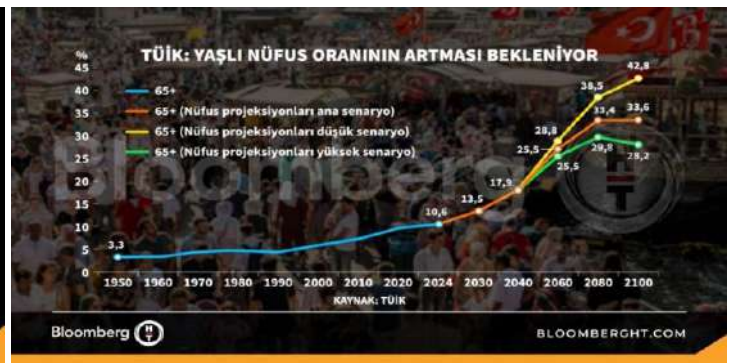 TÜİK: YAŞLI NÜFUS ORANININ ARTMASI BEKLENİYOR
%
45
40
35
30
25
20
15
10
5
0
65+
65+ (Nüfus projeksiyonları ana senaryo)
65+ (Nüfus projeksiyonları düşük senaryo)
65+ (Nüfus projeksiyonları yüksek senaryo)
3,3
10,6
13,5
17,9
28,8
25,5
25,5
38,5
33,4
29,8
42,8
33,6
28,2
Bloomberg HT
1950 1960 1970 1980 1990 2000 2010 2020 2024 2030 2040 2060 2080 2100
KAYNAK: TÜİK
Bloomberg HT
BLOOMBERGHT.COM